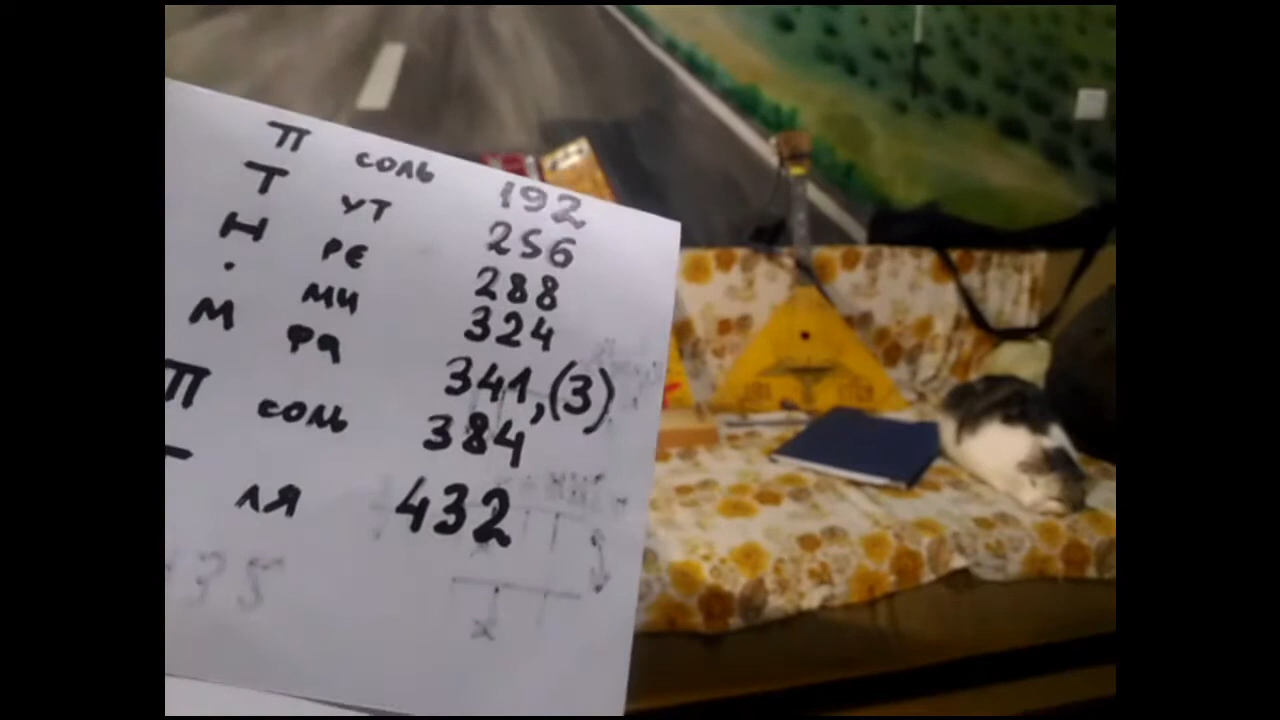 П соль 192
Т УТ 256
Н РЕ 288
· МИ 324
М фа 341,(3)
П соль 384
– ЛЯ 432